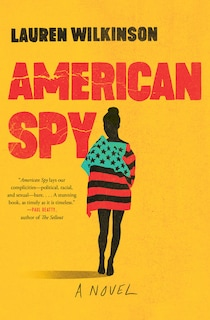 LAUREN WILKINSON
AMERICAN
SPY
"American Spy lays our
complicities—political, racial,
and sexual—bare. . . . A stunning
book, as timely as it is timeless."
—PAUL BEATTY,
author of The Sellout
A NOVEL